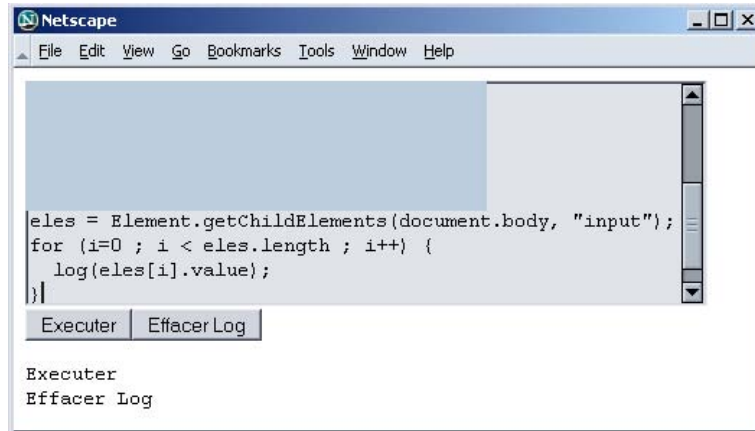 Netscape
File Edit View Go Bookmarks Tools Window Help
eles = Element.getChildElements(document.body, "input");
for (i=0 ; i < eles.length ; i++) {
  log(eles[i].value);
}
Executer Effacer Log
Executer
Effacer Log